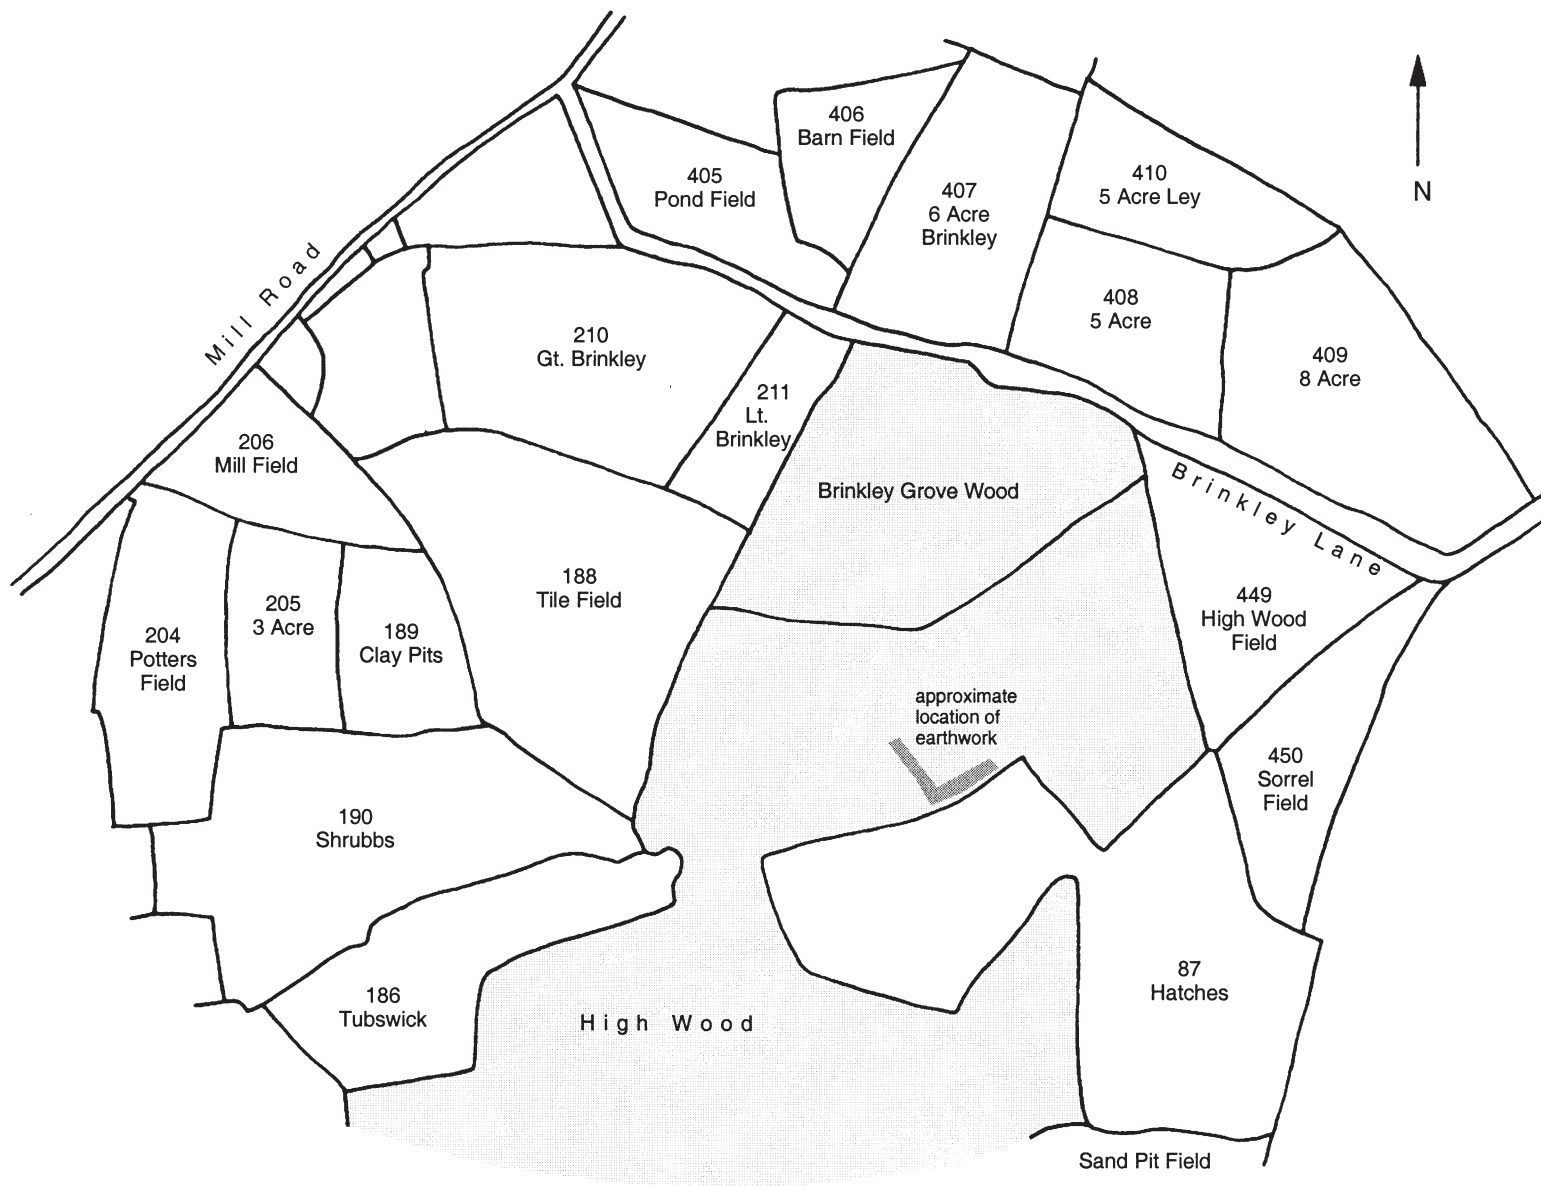 406
Barn Field
410
5 Acre Ley
405
Pond Field
407
6 Acre
Brinkley
N
Mill Road
408
5 Acre
210
Gt. Brinkley
409
8 Acre
211
Lt.
Brinkley
206
Mill Field
Brinkley Grove Wood
Brinkley Lane
188
Tile Field
205
3 Acre
449
High Wood
Field
204
Potters
Field
189
Clay Pits
approximate
location of
earthwork
450
Sorrel
Field
190
Shrubbs
87
Hatches
186
Tubswick
High Wood
Sand Pit Field